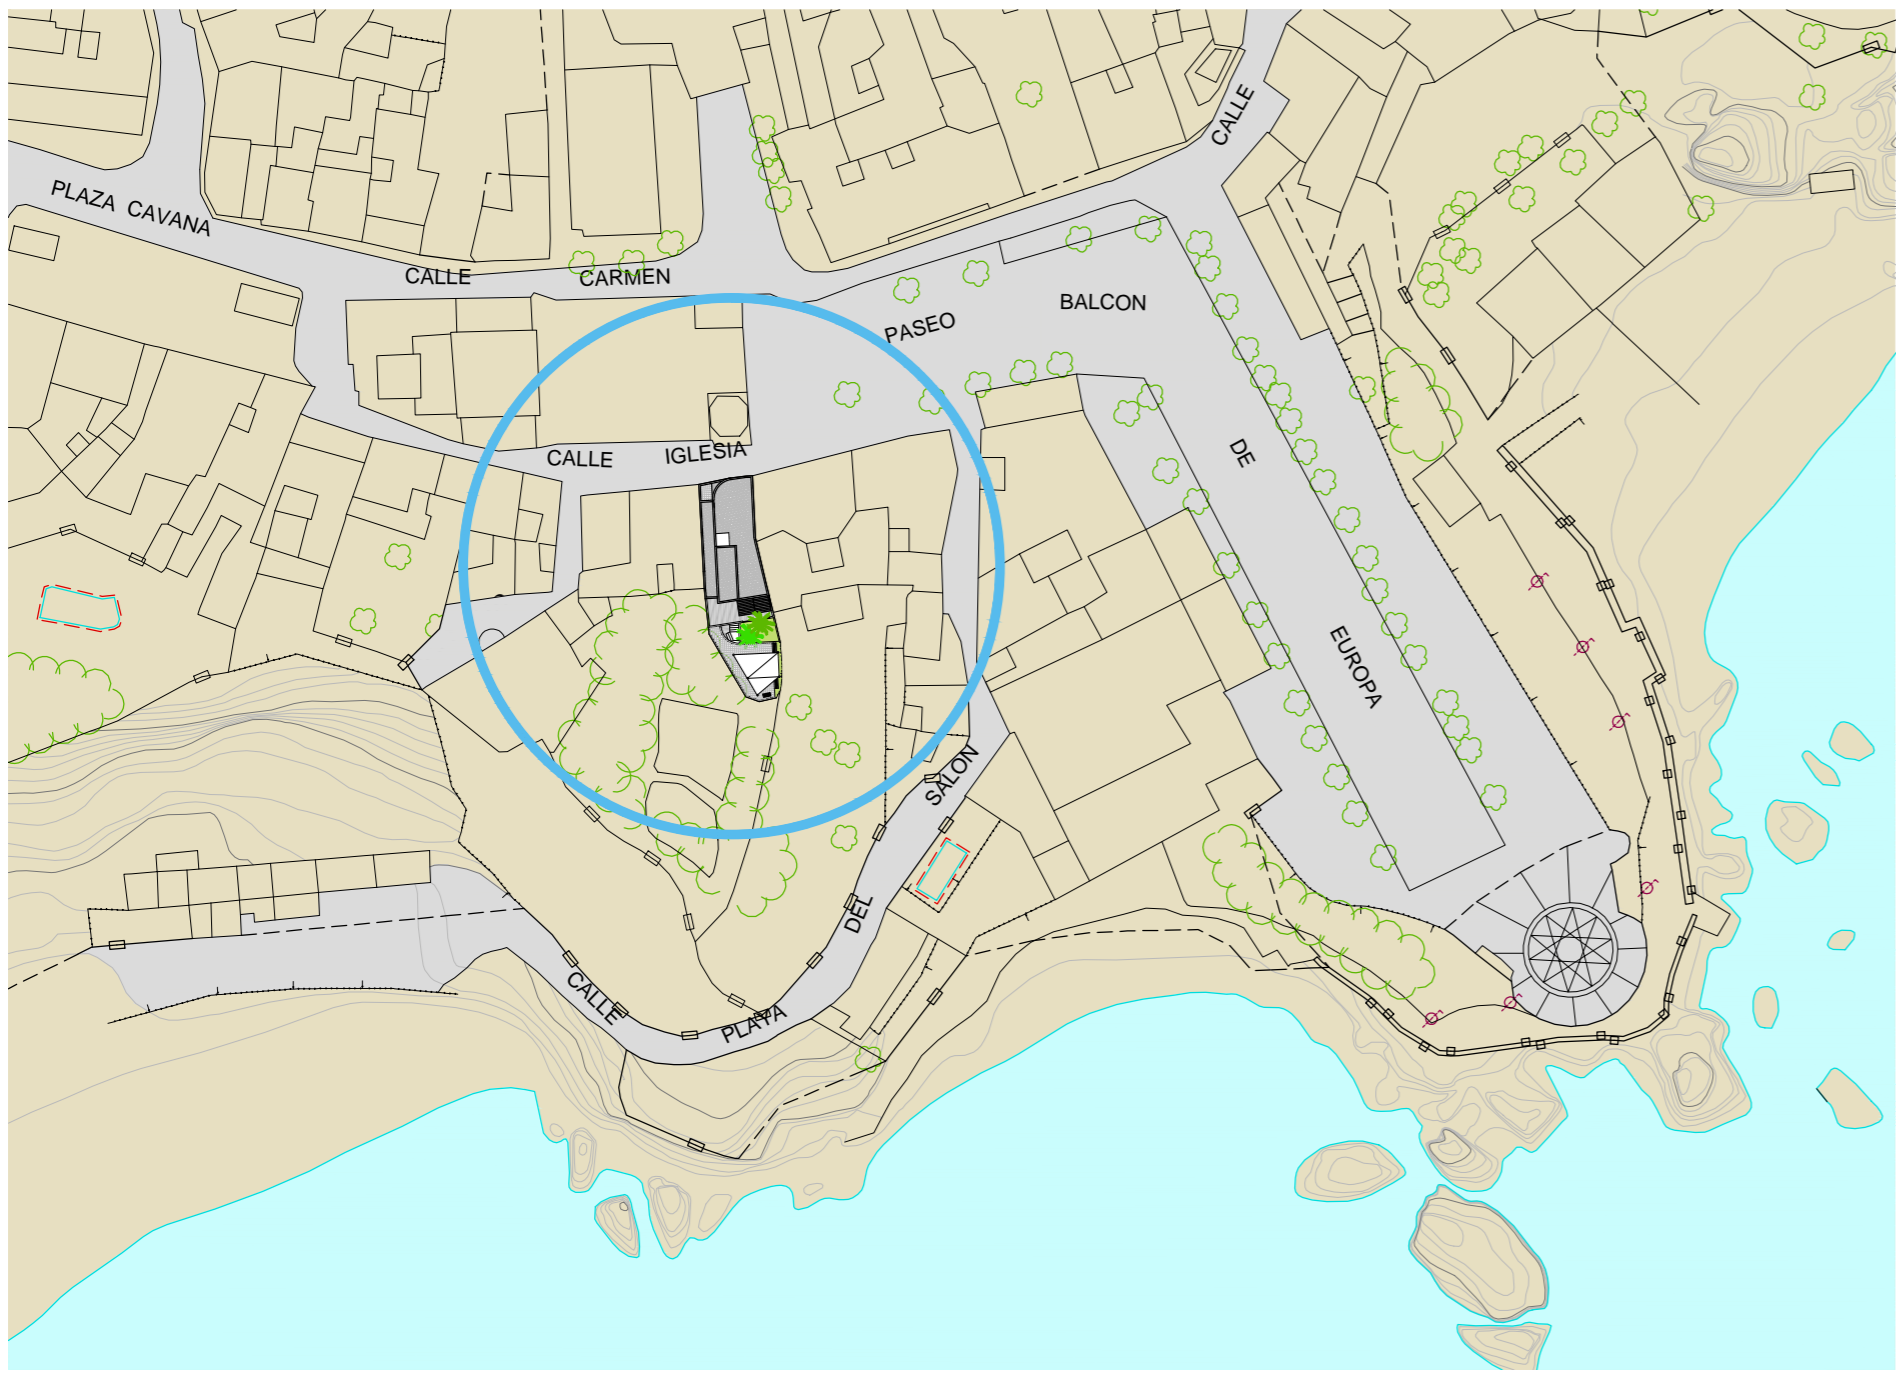 CALLE
PLAZA CAVANA
CALLE CARMEN
PASEO BALCON
DE
EUROPA
CALLE IGLESIA
SALON
DEL
PLAYA
CALLE